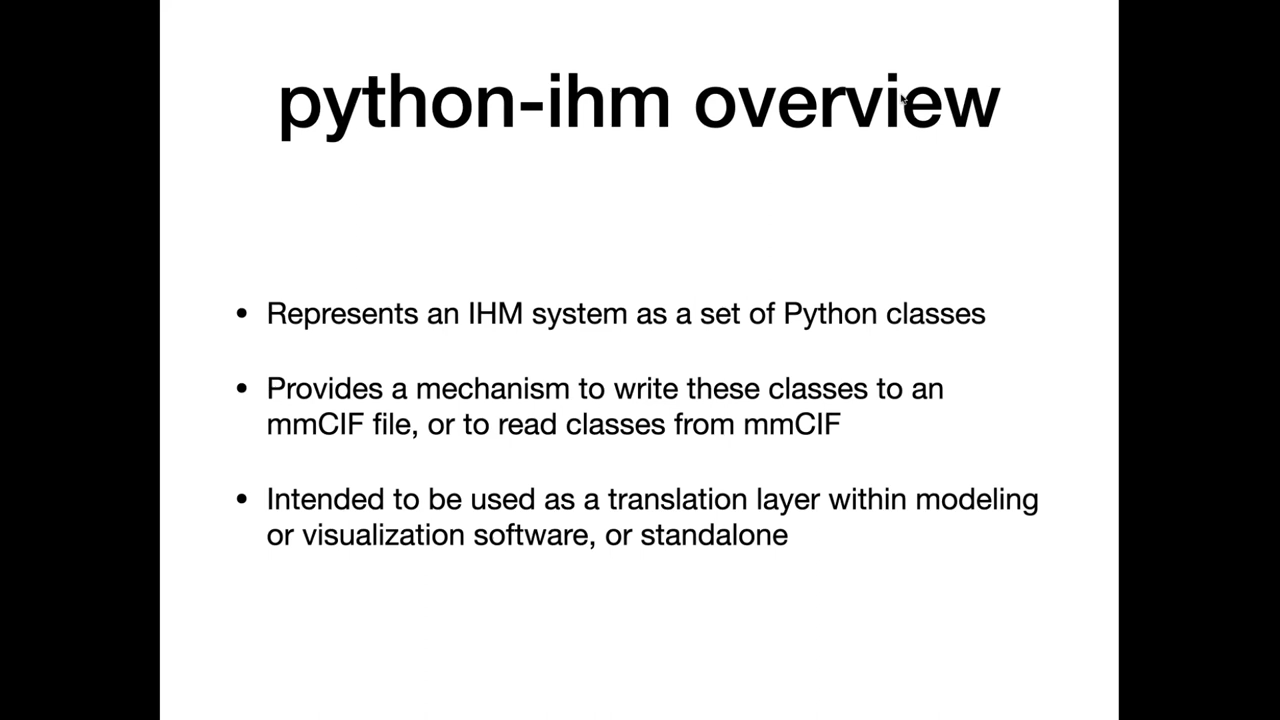 python-ihm overview
• Represents an IHM system as a set of Python classes
• Provides a mechanism to write these classes to an
mmCIF file, or to read classes from mmCIF
• Intended to be used as a translation layer within modeling
or visualization software, or standalone